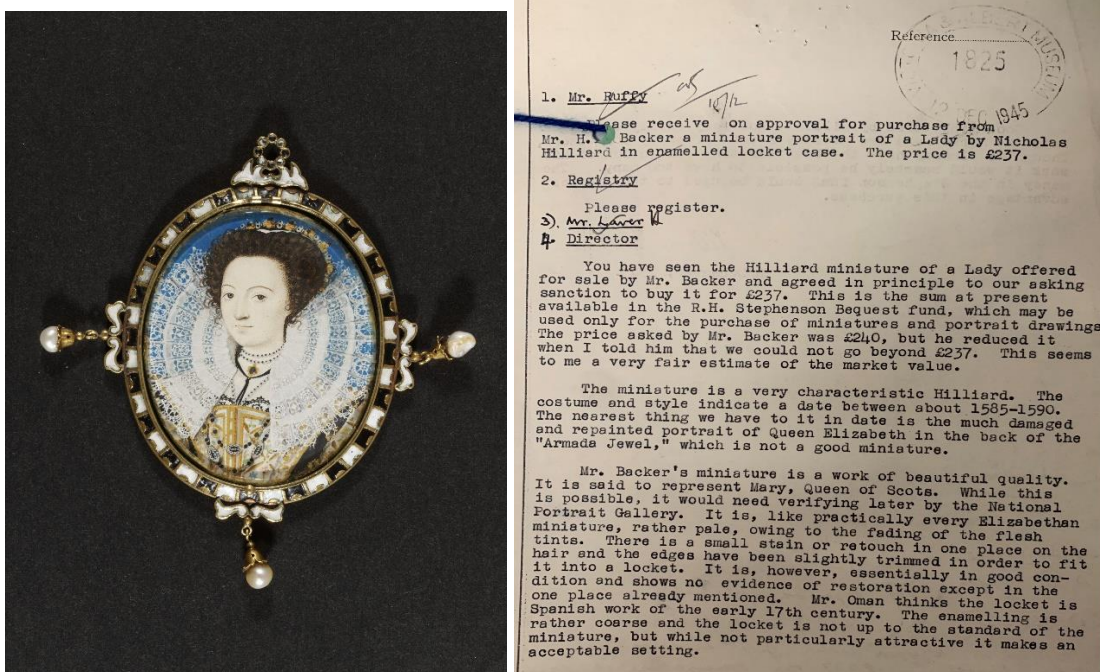 Reference
1825
12 DEC 1945
1. Mr. Ruffy
18/12
Please receive on approval for purchase from
Mr. H. Backer a miniature portrait of a Lady by Nicholas
Hilliard in enamelled locket case. The price is £237.
2. Registry
Please register.
3). Mr. Laver
4. Director
You have seen the Hilliard miniature of a Lady offered
for sale by Mr. Backer and agreed in principle to our asking
sanction to buy it for £237. This is the sum at present
available in the R.H. Stephenson Bequest fund, which may be
used only for the purchase of miniatures and portrait drawings
The price asked by Mr. Backer was £240, but he reduced it
when I told him that we could not go beyond £237. This seems
to me a very fair estimate of the market value.
The miniature is a very characteristic Hilliard. The
costume and style indicate a date between about 1585-1590.
The nearest thing we have to it in date is the much damaged
and repainted portrait of Queen Elizabeth in the back of the
"Armada Jewel," which is not a good miniature.
Mr. Backer's miniature is a work of beautiful quality.
It is said to represent Mary, Queen of Scots. While this
is possible, it would need verifying later by the National
Portrait Gallery. It is, like practically every Elizabethan
miniature, rather pale, owing to the fading of the flesh
tints. There is a small stain or retouch in one place on the
hair and the edges have been slightly trimmed in order to fit
it into a locket. It is, however, essentially in good con-
dition and shows no evidence of restoration except in the
one place already mentioned. Mr. Oman thinks the locket is
Spanish work of the early 17th century. The enamelling is
rather coarse and the locket is not up to the standard of the
miniature, but while not particularly attractive it makes an
acceptable setting.